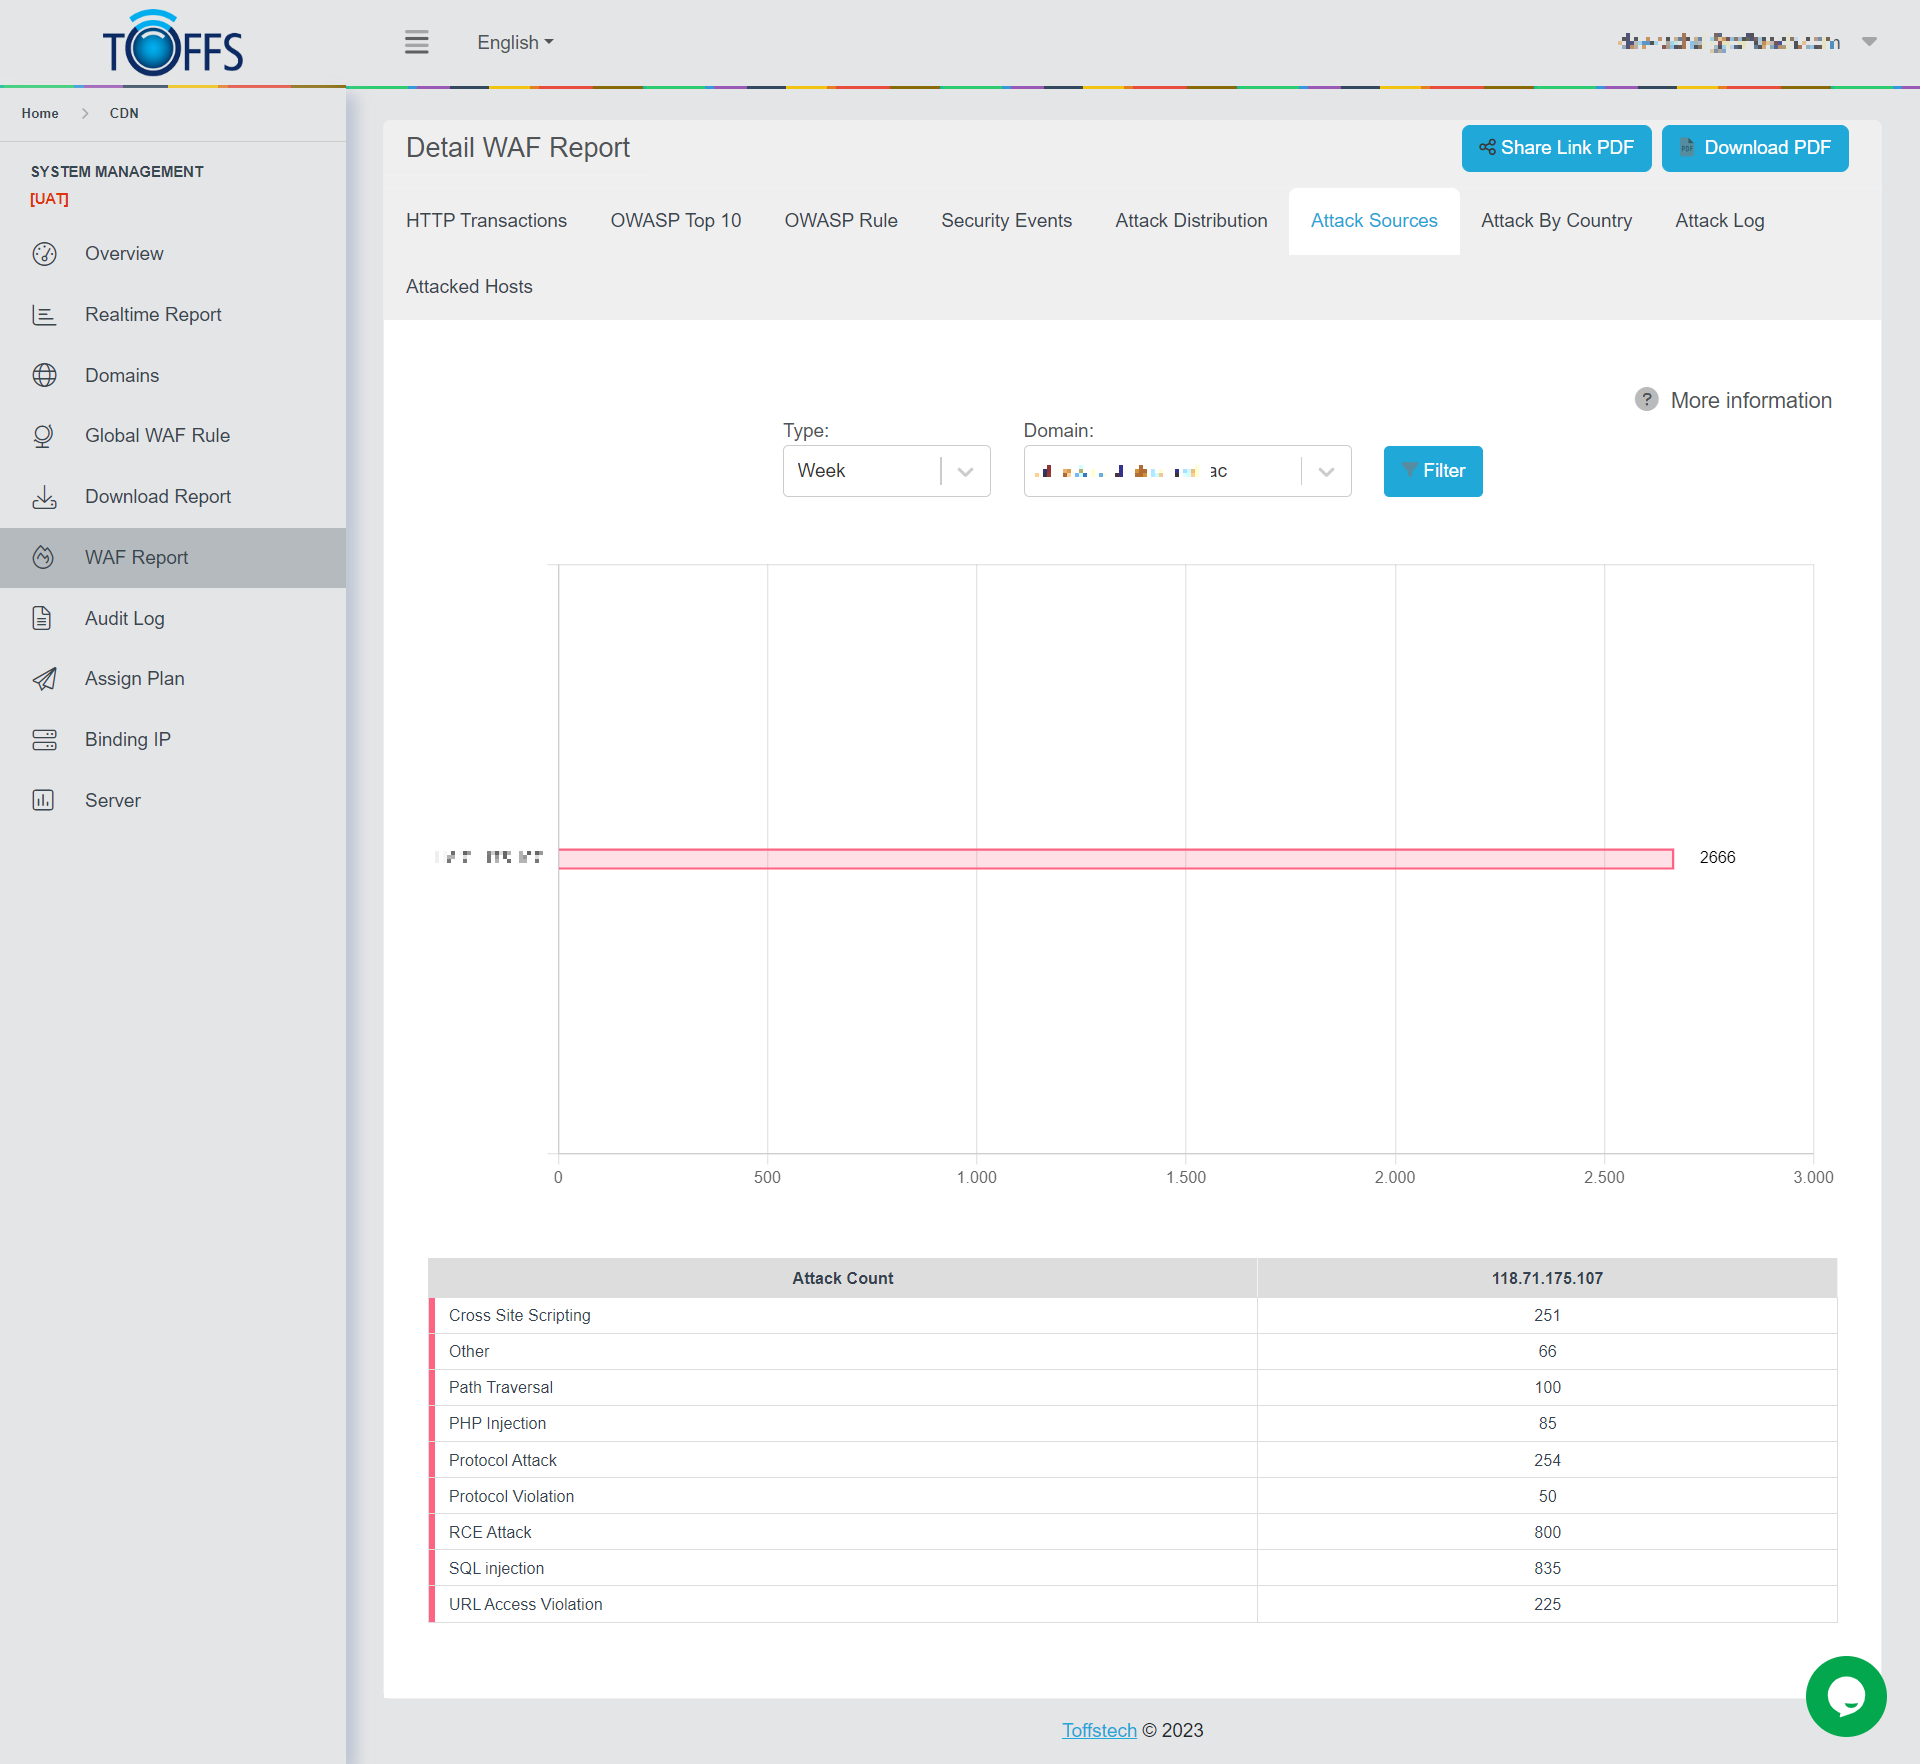 TOFFS
English
Home > CDN
SYSTEM MANAGEMENT
[UAT]
Overview
Realtime Report
Domains
Global WAF Rule
Download Report
WAF Report
Audit Log
Assign Plan
Binding IP
Server
Detail WAF Report
Share Link PDF
Download PDF
HTTP Transactions OWASP Top 10 OWASP Rule Security Events Attack Distribution Attack Sources Attack By Country Attack Log
Attacked Hosts
? More information
Type: Domain:
Week ac Filter
2666
0 500 1.000 1.500 2.000 2.500 3.000
Attack Count 118.71.175.107
Cross Site Scripting 251
Other 66
Path Traversal 100
PHP Injection 85
Protocol Attack 254
Protocol Violation 50
RCE Attack 800
SQL injection 835
URL Access Violation 225
Toffstech © 2023